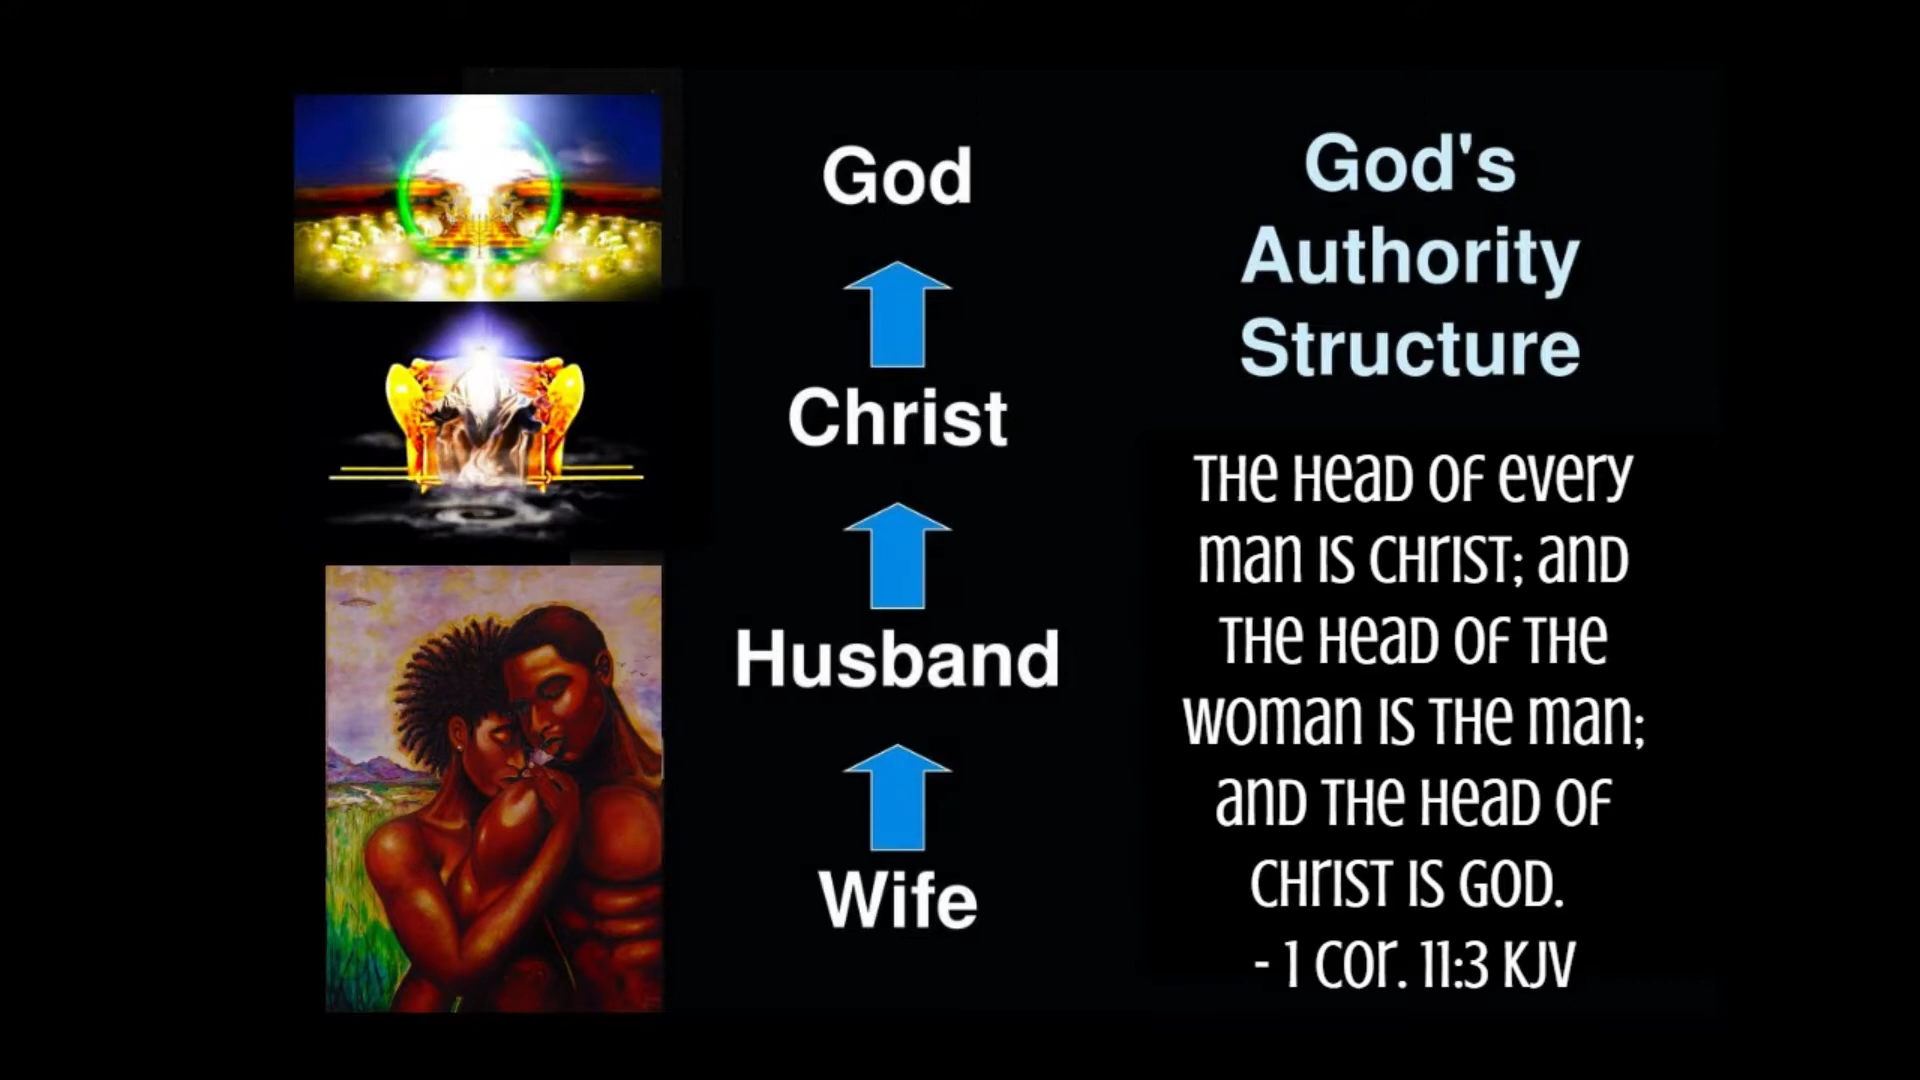 God
Christ
Husband
Wife
God's
Authority
Structure
THE HEAD OF EVERY
MAN IS CHRIST; AND
THE HEAD OF THE
WOMAN IS THE MAN;
AND THE HEAD OF
CHRIST IS GOD.
- 1 COR. 11:3 KJV